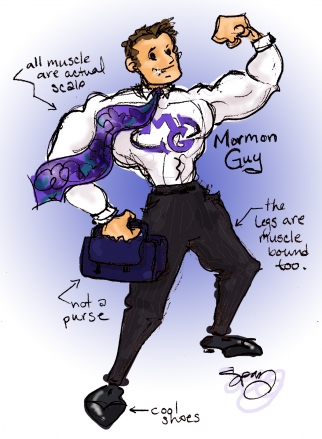 all muscle
are actual
scale
MG
Mormon
Guy
the
legs are
muscle
bound
too.
not a
purse
cool
shoes